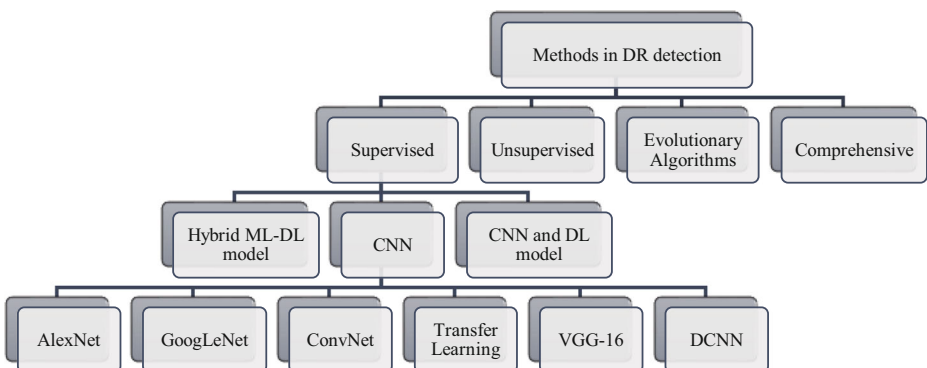 Methods in DR detection
Supervised
Unsupervised
Evolutionary
Algorithms
Comprehensive
Hybrid ML-DL
model
CNN
CNN and DL
model
AlexNet
GoogLeNet
ConvNet
Transfer
Learning
VGG-16
DCNN